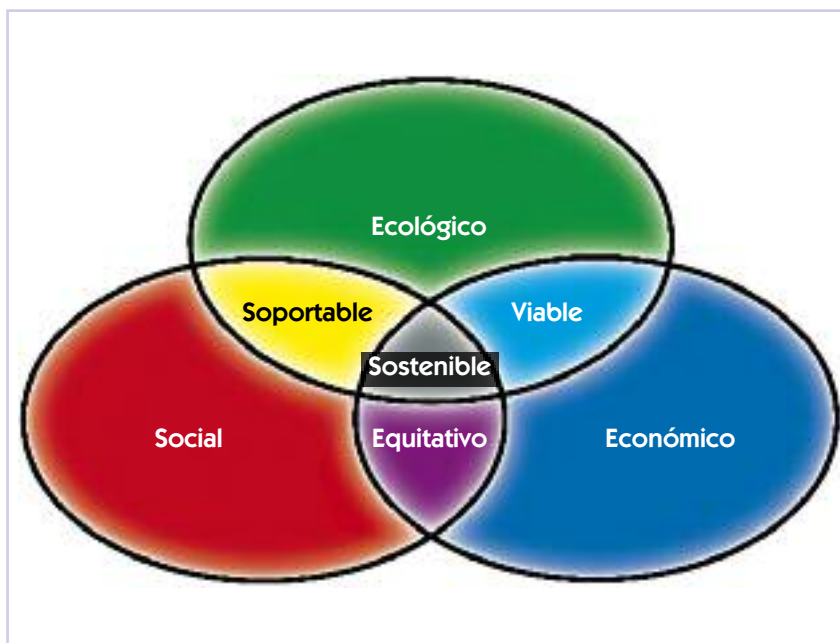 Ecológico
Soportable
Viable
Sostenible
Social
Equitativo
Económico